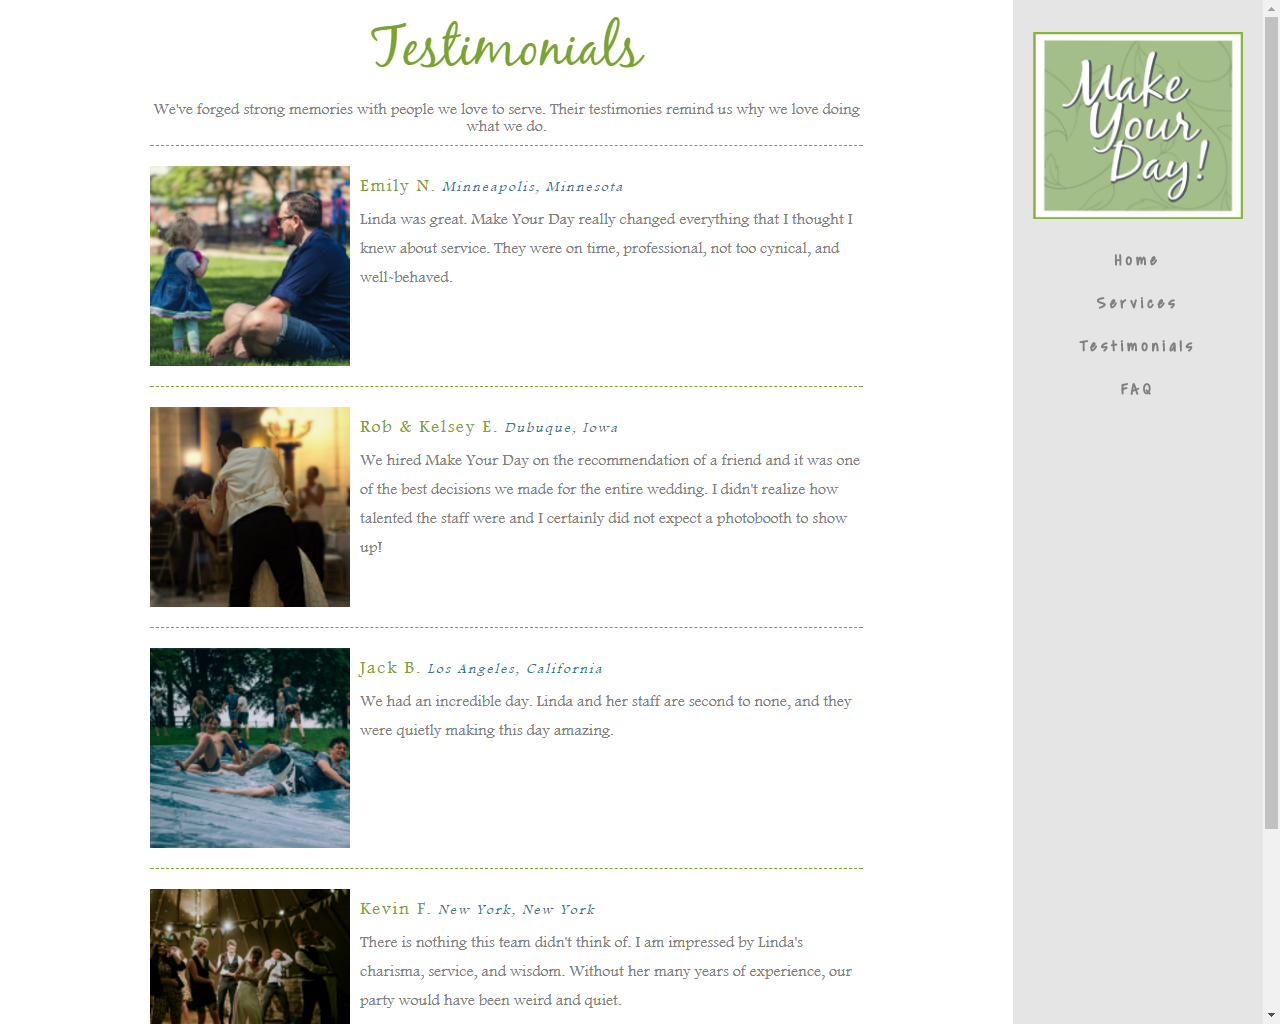 Testimonials
We've forged strong memories with people we love to serve. Their testimonies remind us why we love doing
what we do.
Emily N. Minneapolis, Minnesota
Linda was great. Make Your Day really changed everything that I thought I
knew about service. They were on time, professional, not too cynical, and
well-behaved.
Rob & Kelsey E. Dubuque, Iowa
We hired Make Your Day on the recommendation of a friend and it was one
of the best decisions we made for the entire wedding. I didn't realize how
talented the staff were and I certainly did not expect a photobooth to show
up!
Jack B. Los Angeles, California
We had an incredible day. Linda and her staff are second to none, and they
were quietly making this day amazing.
Kevin F. New York, New York
There is nothing this team didn't think of. I am impressed by Linda's
charisma, service, and wisdom. Without her many years of experience, our
party would have been weird and quiet.
Make
Your
Day!
Home
Services
Testimonials
FAQ